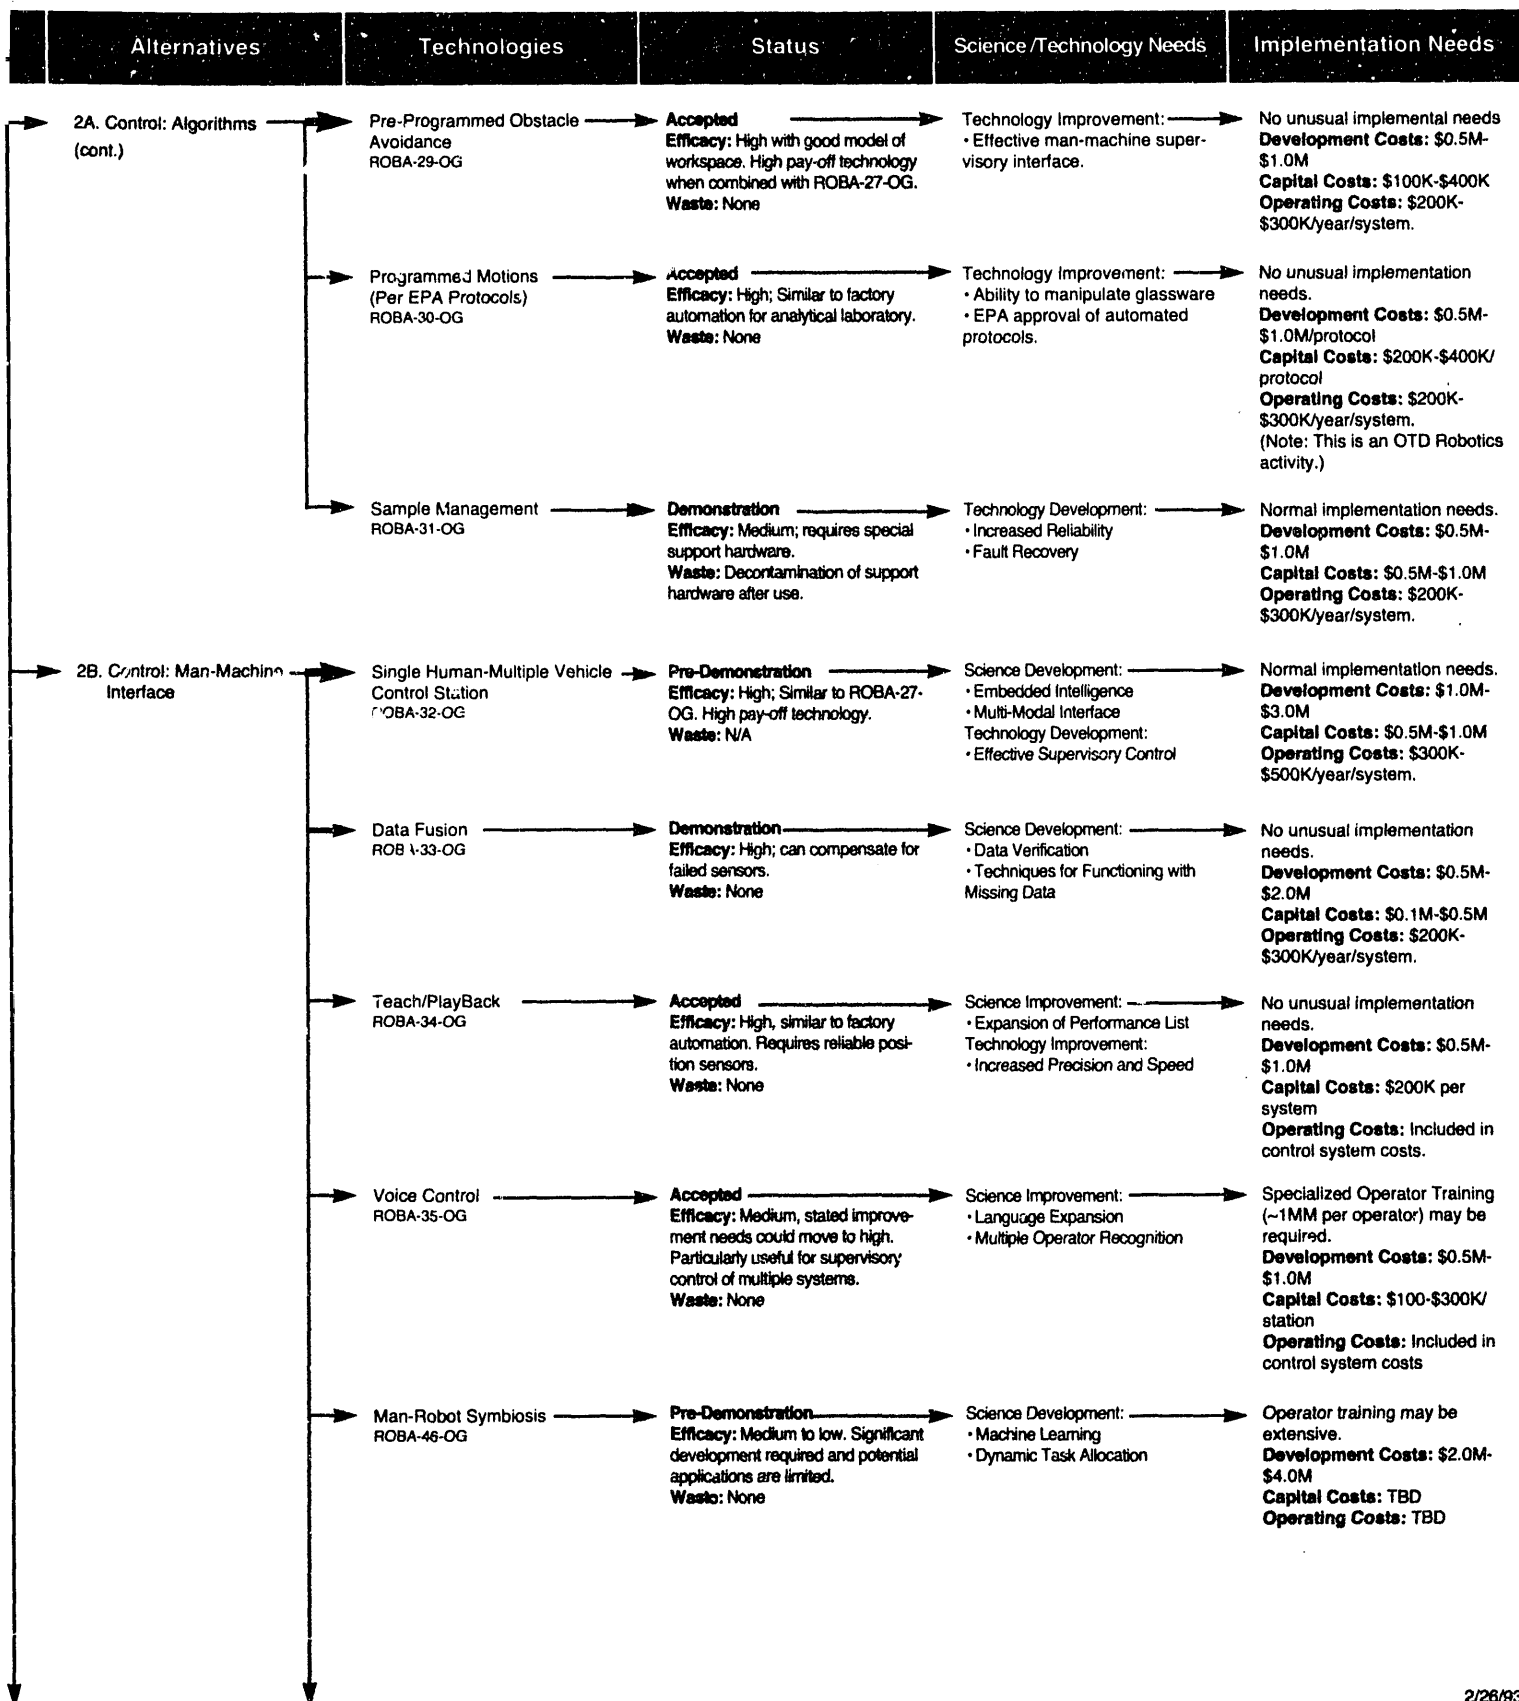 Alternatives
Technologies
Status
Science/Technology Needs
Implementation Needs
2A. Control: Algorithms
(cont.)
Pre-Programmed Obstacle
Avoidance
ROBA-29-OG
Accepted
Efficacy: High with good model of
workspace. High pay-off technology
when combined with ROBA-27-OG.
Waste: None
Technology Improvement:
• Effective man-machine super-
visory interface.
No unusual implemental needs
Development Costs: $0.5M-
$1.0M
Capital Costs: $100K-$400K
Operating Costs: $200K-
$300K/year/system.
Programmed Motions
(Per EPA Protocols)
ROBA-30-OG
Accepted
Efficacy: High; Similar to factory
automation for analytical laboratory.
Waste: None
Technology Improvement:
• Ability to manipulate glassware
• EPA approval of automated
protocols.
No unusual implementation
needs.
Development Costs: $0.5M-
$1.0M/protocol
Capital Costs: $200K-$400K/
protocol
Operating Costs: $200K-
$300K/year/system.
(Note: This is an OTD Robotics
activity.)
Sample Management
ROBA-31-OG
Demonstration
Efficacy: Medium; requires special
support hardware.
Waste: Decontamination of support
hardware after use.
Technology Development:
• Increased Reliability
• Fault Recovery
Normal implementation needs.
Development Costs: $0.5M-
$1.0M
Capital Costs: $0.5M-$1.0M
Operating Costs: $200K-
$300K/year/system.
2B. Control: Man-Machine
Interface
Single Human-Multiple Vehicle
Control Station
ROBA-32-OG
Pre-Demonstration
Efficacy: High; Similar to ROBA-27-
OG. High pay-off technology.
Waste: N/A
Science Development:
• Embedded Intelligence
• Multi-Modal Interface
Technology Development:
• Effective Supervisory Control
Normal implementation needs.
Development Costs: $1.0M-
$3.0M
Capital Costs: $0.5M-$1.0M
Operating Costs: $300K-
$500K/year/system.
Data Fusion
ROBA-33-OG
Demonstration
Efficacy: High; can compensate for
failed sensors.
Waste: None
Science Development:
• Data Verification
• Techniques for Functioning with
Missing Data
No unusual implementation
needs.
Development Costs: $0.5M-
$2.0M
Capital Costs: $0.1M-$0.5M
Operating Costs: $200K-
$300K/year/system.
Teach/PlayBack
ROBA-34-OG
Accepted
Efficacy: High, similar to factory
automation. Requires reliable posi-
tion sensors.
Waste: None
Science Improvement:
• Expansion of Performance List
Technology Improvement:
• Increased Precision and Speed
No unusual implementation
needs.
Development Costs: $0.5M-
$1.0M
Capital Costs: $200K per
system
Operating Costs: Included in
control system costs.
Voice Control
ROBA-35-OG
Accepted
Efficacy: Medium, stated improve-
ment needs could move to high.
Particularly useful for supervisory
control of multiple systems.
Waste: None
Science Improvement:
• Language Expansion
• Multiple Operator Recognition
Specialized Operator Training
(~1MM per operator) may be
required.
Development Costs: $0.5M-
$1.0M
Capital Costs: $100-$300K/
station
Operating Costs: Included in
control system costs
Man-Robot Symbiosis
ROBA-46-OG
Pre-Demonstration
Efficacy: Medium to low. Significant
development required and potential
applications are limited.
Waste: None
Science Development:
• Machine Learning
• Dynamic Task Allocation
Operator training may be
extensive.
Development Costs: $2.0M-
$4.0M
Capital Costs: TBD
Operating Costs: TBD
2/26/93